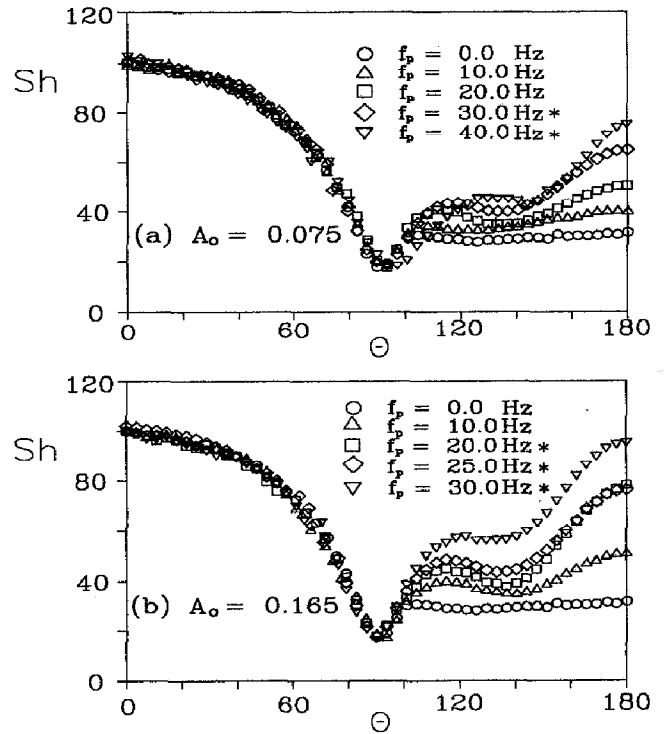 120
Sh
80
40
0
○ f_p = 0.0 Hz
△ f_p = 10.0 Hz
□ f_p = 20.0 Hz
◇ f_p = 30.0 Hz *
▽ f_p = 40.0 Hz *
(a) A_o = 0.075
0 60 120 180
Θ
120
Sh
80
40
0
○ f_p = 0.0 Hz
△ f_p = 10.0 Hz
□ f_p = 20.0 Hz *
◇ f_p = 25.0 Hz *
▽ f_p = 30.0 Hz *
(b) A_o = 0.165
0 60 120 180
Θ